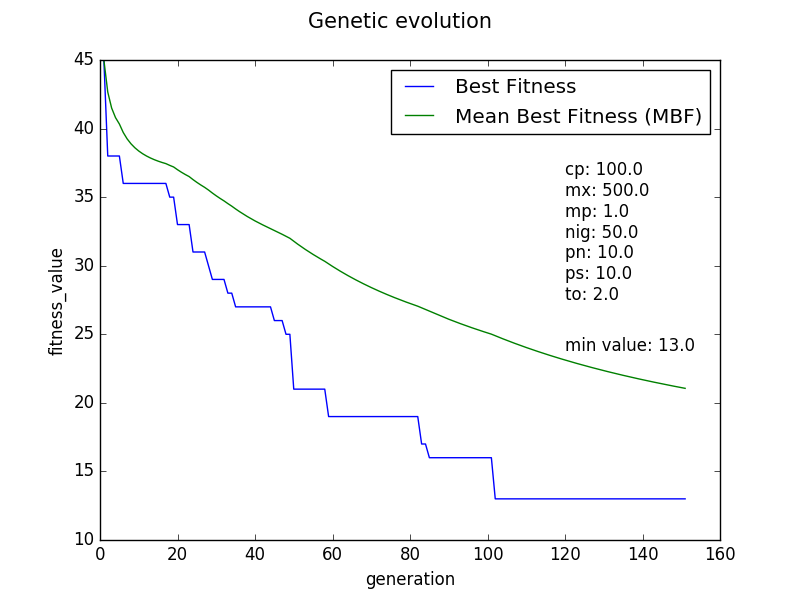 Genetic evolution
45
40
35
30
25
20
15
10
fitness_value
Best Fitness
Mean Best Fitness (MBF)
cp: 100.0
mx: 500.0
mp: 1.0
nig: 50.0
pn: 10.0
ps: 10.0
to: 2.0
min value: 13.0
0 20 40 60 80 100 120 140 160
generation